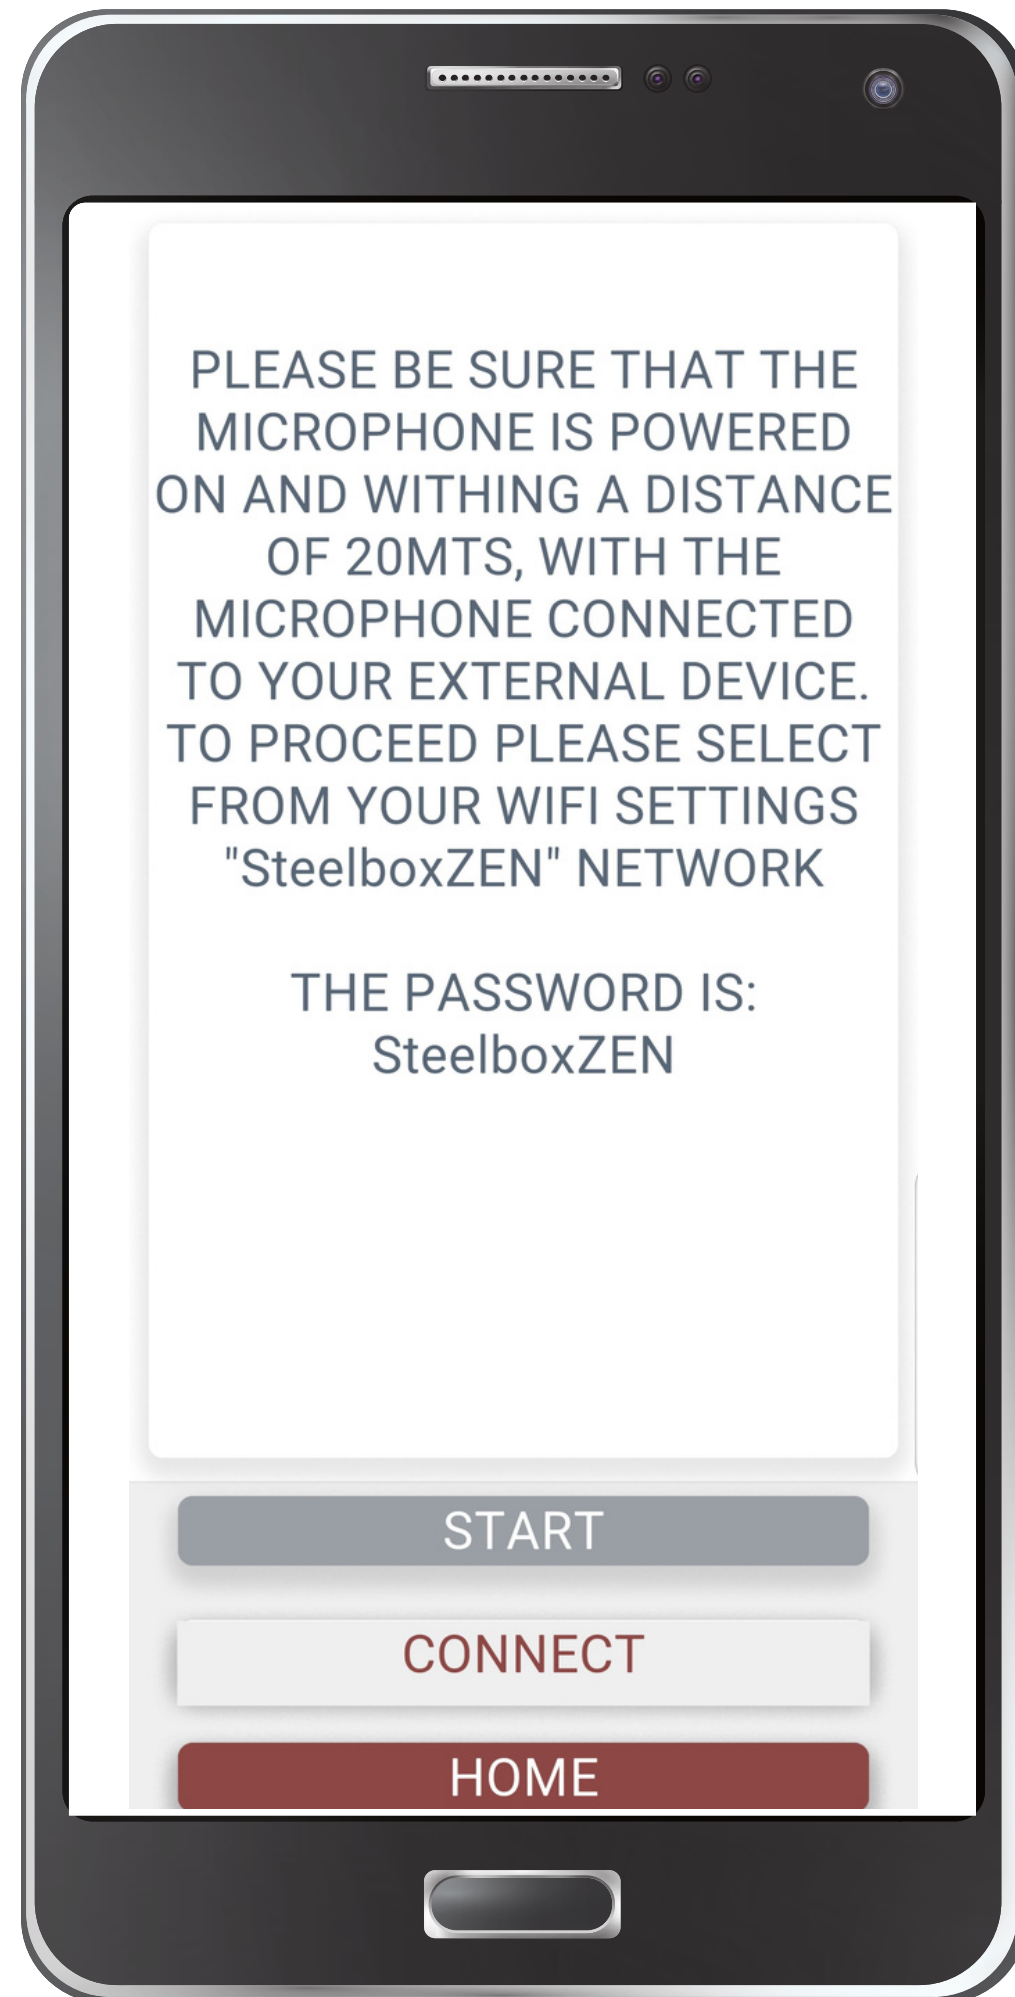 PLEASE BE SURE THAT THE
MICROPHONE IS POWERED
ON AND WITHING A DISTANCE
OF 20MTS, WITH THE
MICROPHONE CONNECTED
TO YOUR EXTERNAL DEVICE.
TO PROCEED PLEASE SELECT
FROM YOUR WIFI SETTINGS
"SteelboxZEN" NETWORK
THE PASSWORD IS:
SteelboxZEN
START
CONNECT
HOME